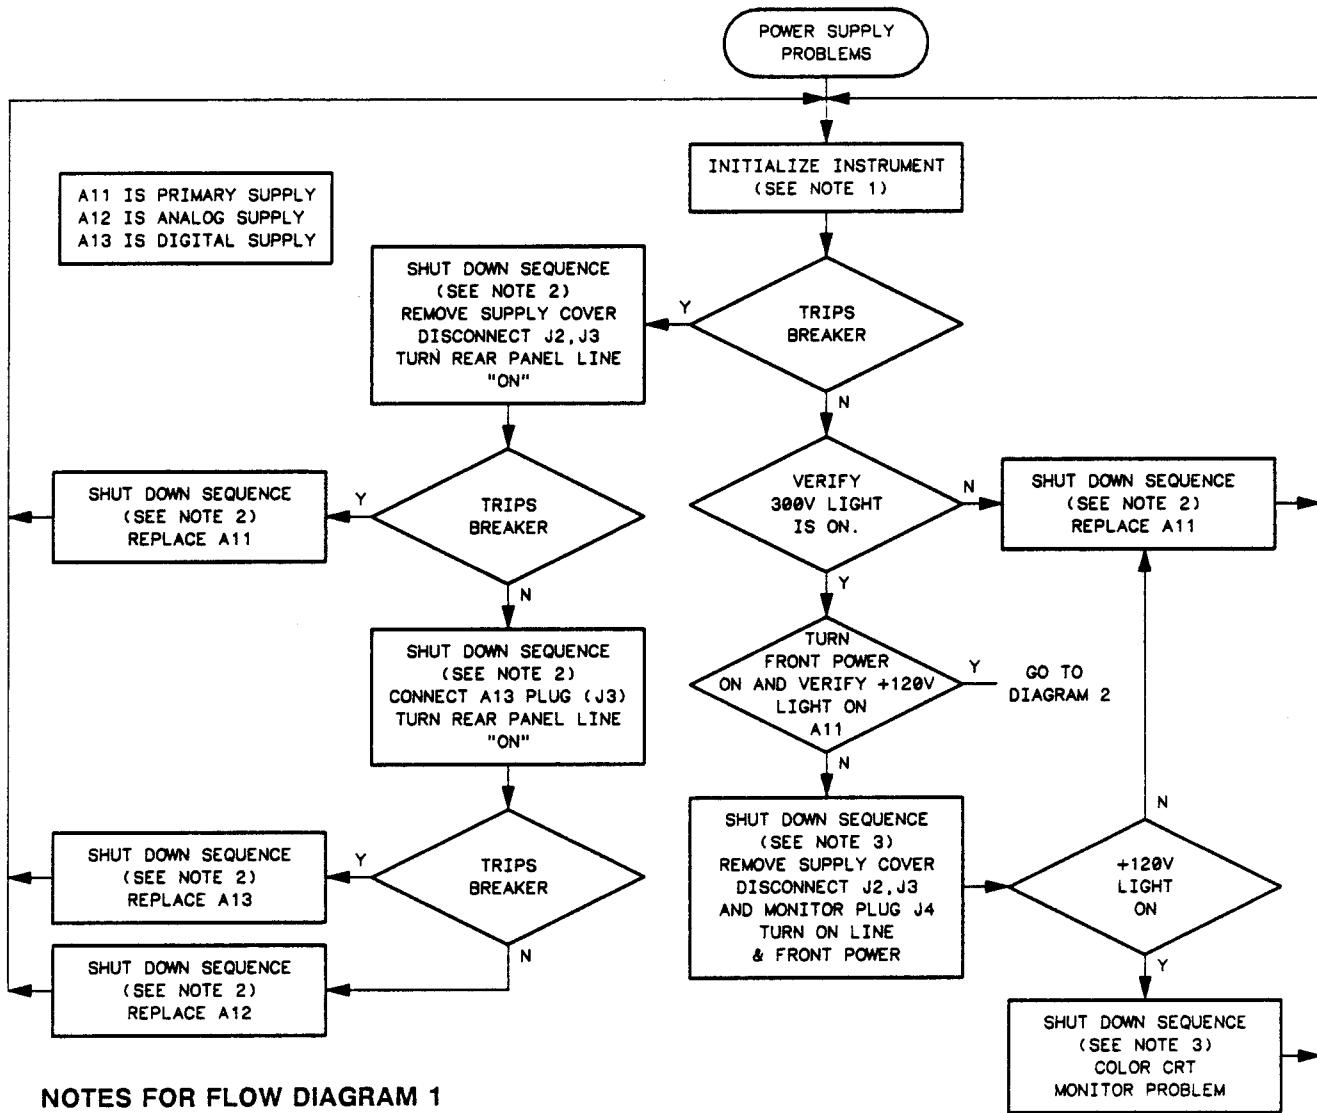 POWER SUPPLY
PROBLEMS
INITIALIZE INSTRUMENT
(SEE NOTE 1)
A11 IS PRIMARY SUPPLY
A12 IS ANALOG SUPPLY
A13 IS DIGITAL SUPPLY
SHUT DOWN SEQUENCE
(SEE NOTE 2)
REMOVE SUPPLY COVER
DISCONNECT J2,J3
TURN REAR PANEL LINE
"ON"
Y
TRIPS
BREAKER
N
SHUT DOWN SEQUENCE
(SEE NOTE 2)
REPLACE A11
Y
TRIPS
BREAKER
N
VERIFY
300V LIGHT
IS ON.
N
Y
SHUT DOWN SEQUENCE
(SEE NOTE 2)
REPLACE A11
SHUT DOWN SEQUENCE
(SEE NOTE 2)
CONNECT A13 PLUG (J3)
TURN REAR PANEL LINE
"ON"
TURN
FRONT POWER
ON AND VERIFY +120V
LIGHT ON
A11
Y
GO TO
DIAGRAM 2
N
SHUT DOWN SEQUENCE
(SEE NOTE 2)
REPLACE A13
Y
TRIPS
BREAKER
N
SHUT DOWN SEQUENCE
(SEE NOTE 3)
REMOVE SUPPLY COVER
DISCONNECT J2,J3
AND MONITOR PLUG J4
TURN ON LINE
& FRONT POWER
N
+120V
LIGHT
ON
Y
SHUT DOWN SEQUENCE
(SEE NOTE 2)
REPLACE A12
SHUT DOWN SEQUENCE
(SEE NOTE 3)
COLOR CRT
MONITOR PROBLEM
NOTES FOR FLOW DIAGRAM 1